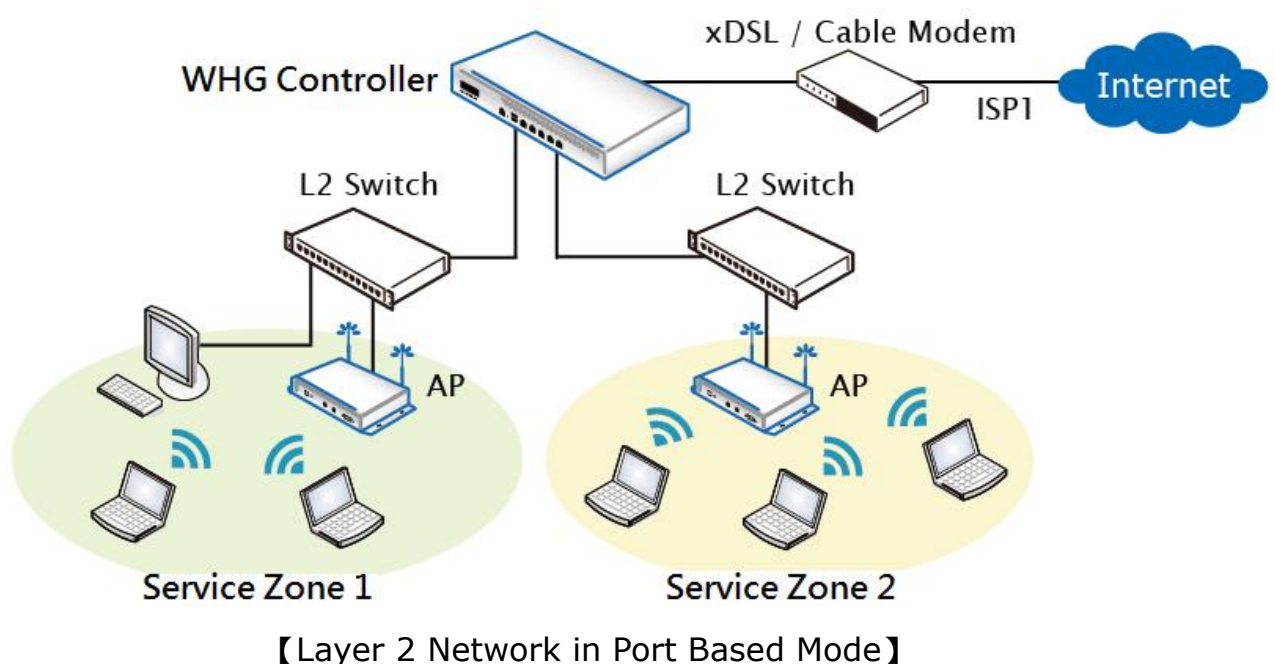 xDSL / Cable Modem
WHG Controller
Internet
ISP1
L2 Switch
L2 Switch
AP
AP
Service Zone 1
Service Zone 2
【Layer 2 Network in Port Based Mode】